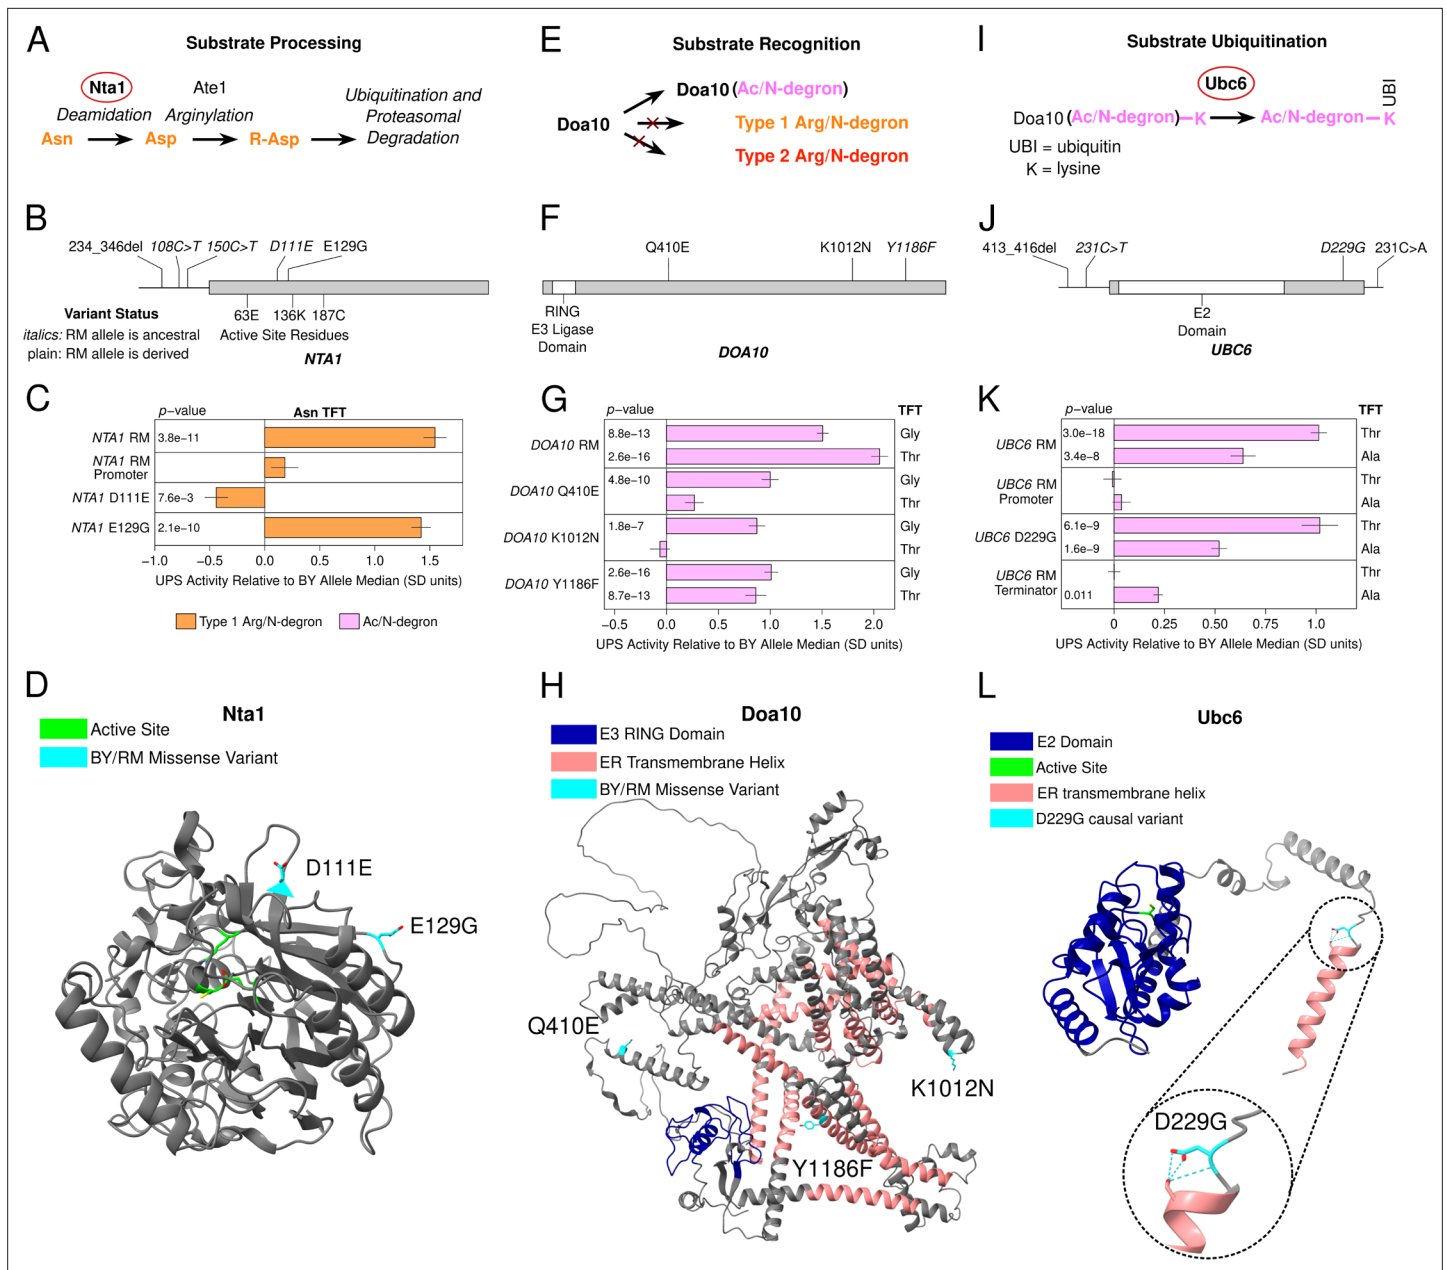 A
Substrate Processing
Nta1
Ate1
Deamidation
Arginylation
Ubiquitination and
Proteasomal
Degradation
Asn
Asp
R-Asp
B
234_346del 108C>T 150C>T D111E E129G
Variant Status
63E 136K 187C
italics: RM allele is ancestral
Active Site Residues
plain: RM allele is derived
NTA1
C
p-value
Asn TFT
NTA1 RM 3.8e-11
NTA1 RM
Promoter
NTA1 D111E 7.6e-3
NTA1 E129G 2.1e-10
-1.0 -0.5 0.0 0.5 1.0 1.5
UPS Activity Relative to BY Allele Median (SD units)
Type 1 Arg/N-degron
Ac/N-degron
D
Nta1
Active Site
BY/RM Missense Variant
D111E
E129G
E
Substrate Recognition
Doa10 (Ac/N-degron)
Doa10
Type 1 Arg/N-degron
Type 2 Arg/N-degron
F
Q410E K1012N Y1186F
RING
E3 Ligase
Domain
DOA10
G
p-value
TFT
DOA10 RM
8.8e-13 Gly
2.6e-16 Thr
DOA10 Q410E
4.8e-10 Gly
Thr
DOA10 K1012N
1.8e-7 Gly
Thr
DOA10 Y1186F
2.6e-16 Gly
8.7e-13 Thr
-0.5 0.0 0.5 1.0 1.5 2.0
UPS Activity Relative to BY Allele Median (SD units)
H
Doa10
E3 RING Domain
ER Transmembrane Helix
BY/RM Missense Variant
Q410E
K1012N
Y1186F
I
Substrate Ubiquitination
Ubc6
UBI
Doa10 (Ac/N-degron)–K
Ac/N-degron–K
UBI = ubiquitin
K = lysine
J
413_416del 231C>T D229G 231C>A
E2
Domain
UBC6
K
p-value
TFT
UBC6 RM
3.0e-18 Thr
3.4e-8 Ala
UBC6 RM
Promoter
Thr
Ala
UBC6 D229G
6.1e-9 Thr
1.6e-9 Ala
UBC6 RM
Terminator
Thr
0.011 Ala
0 0.25 0.50 0.75 1.0
UPS Activity Relative to BY Allele Median (SD units)
L
Ubc6
E2 Domain
Active Site
ER transmembrane helix
D229G causal variant
D229G